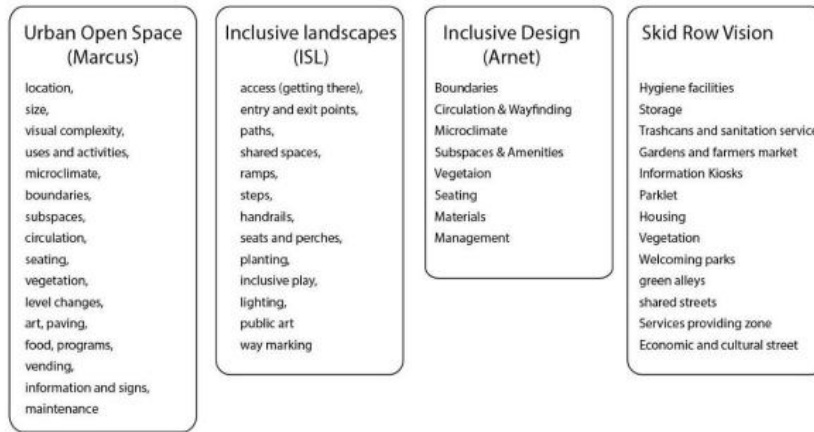 Urban Open Space
(Marcus)
location,
size,
visual complexity,
uses and activities,
microclimate,
boundaries,
subspaces,
circulation,
seating,
vegetation,
level changes,
art, paving,
food, programs,
vending,
information and signs,
maintenance
Inclusive landscapes
(ISL)
access (getting there),
entry and exit points,
paths,
shared spaces,
ramps,
steps,
handrails,
seats and perches,
planting,
inclusive play,
lighting,
public art
way marking
Inclusive Design
(Arnet)
Boundaries
Circulation & Wayfinding
Microclimate
Subspaces & Amenities
Vegetaion
Seating
Materials
Management
Skid Row Vision
Hygiene facilities
Storage
Trashcans and sanitation service
Gardens and farmers market
Information Kiosks
Parklet
Housing
Vegetation
Welcoming parks
green alleys
shared streets
Services providing zone
Economic and cultural street